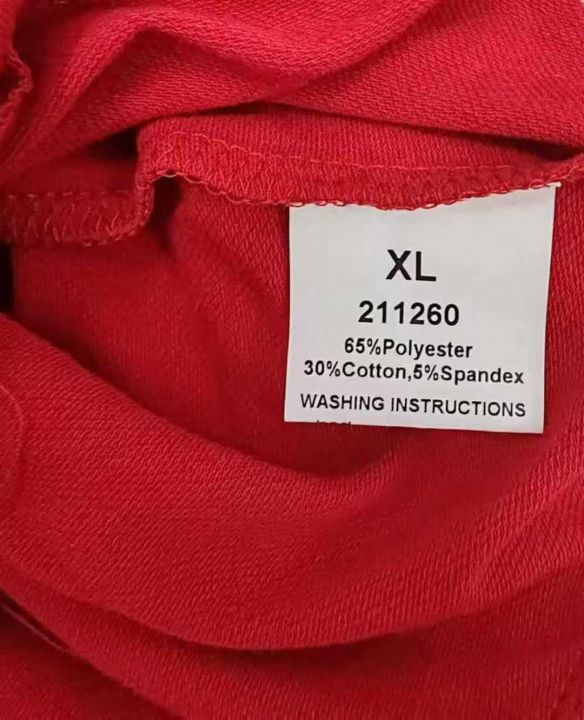 XL
211260
65%Polyester
30%Cotton,5%Spandex
WASHING INSTRUCTIONS